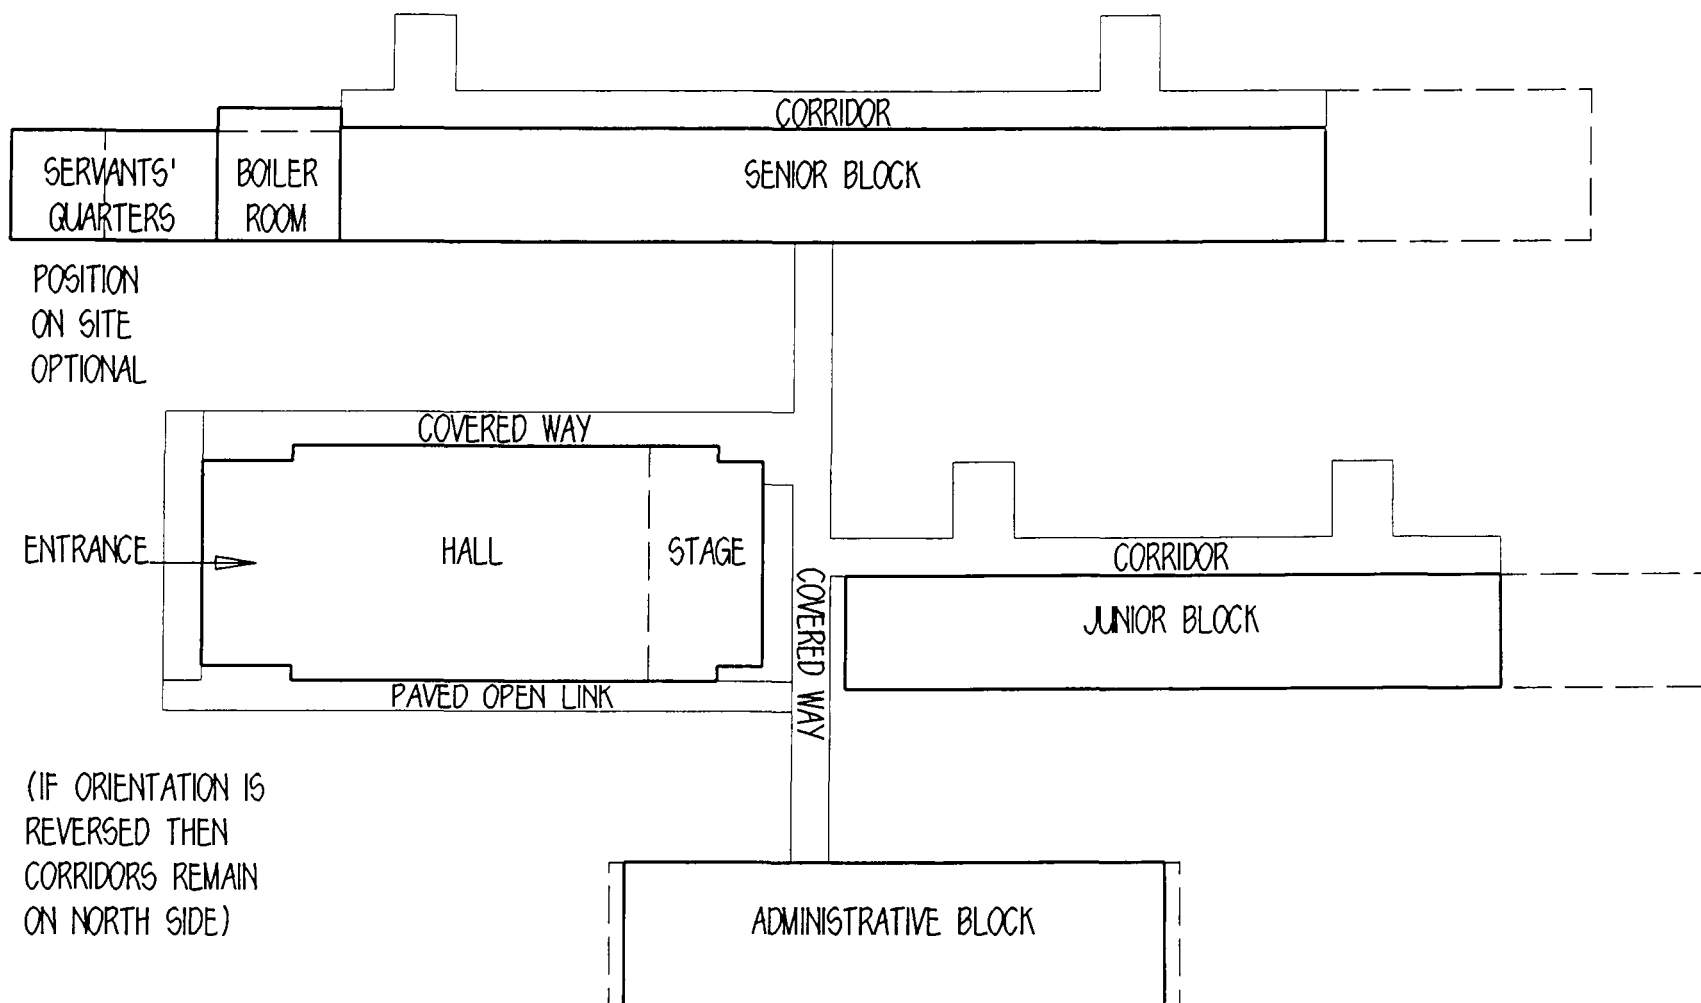 CORRIDOR
SERVANTS'
QUARTERS
BOILER
ROOM
SENIOR BLOCK
POSITION
ON SITE
OPTIONAL
COVERED WAY
ENTRANCE
HALL
STAGE
COVERED WAY
CORRIDOR
JUNIOR BLOCK
PAVED OPEN LINK
(IF ORIENTATION IS
REVERSED THEN
CORRIDORS REMAIN
ON NORTH SIDE)
ADMINISTRATIVE BLOCK